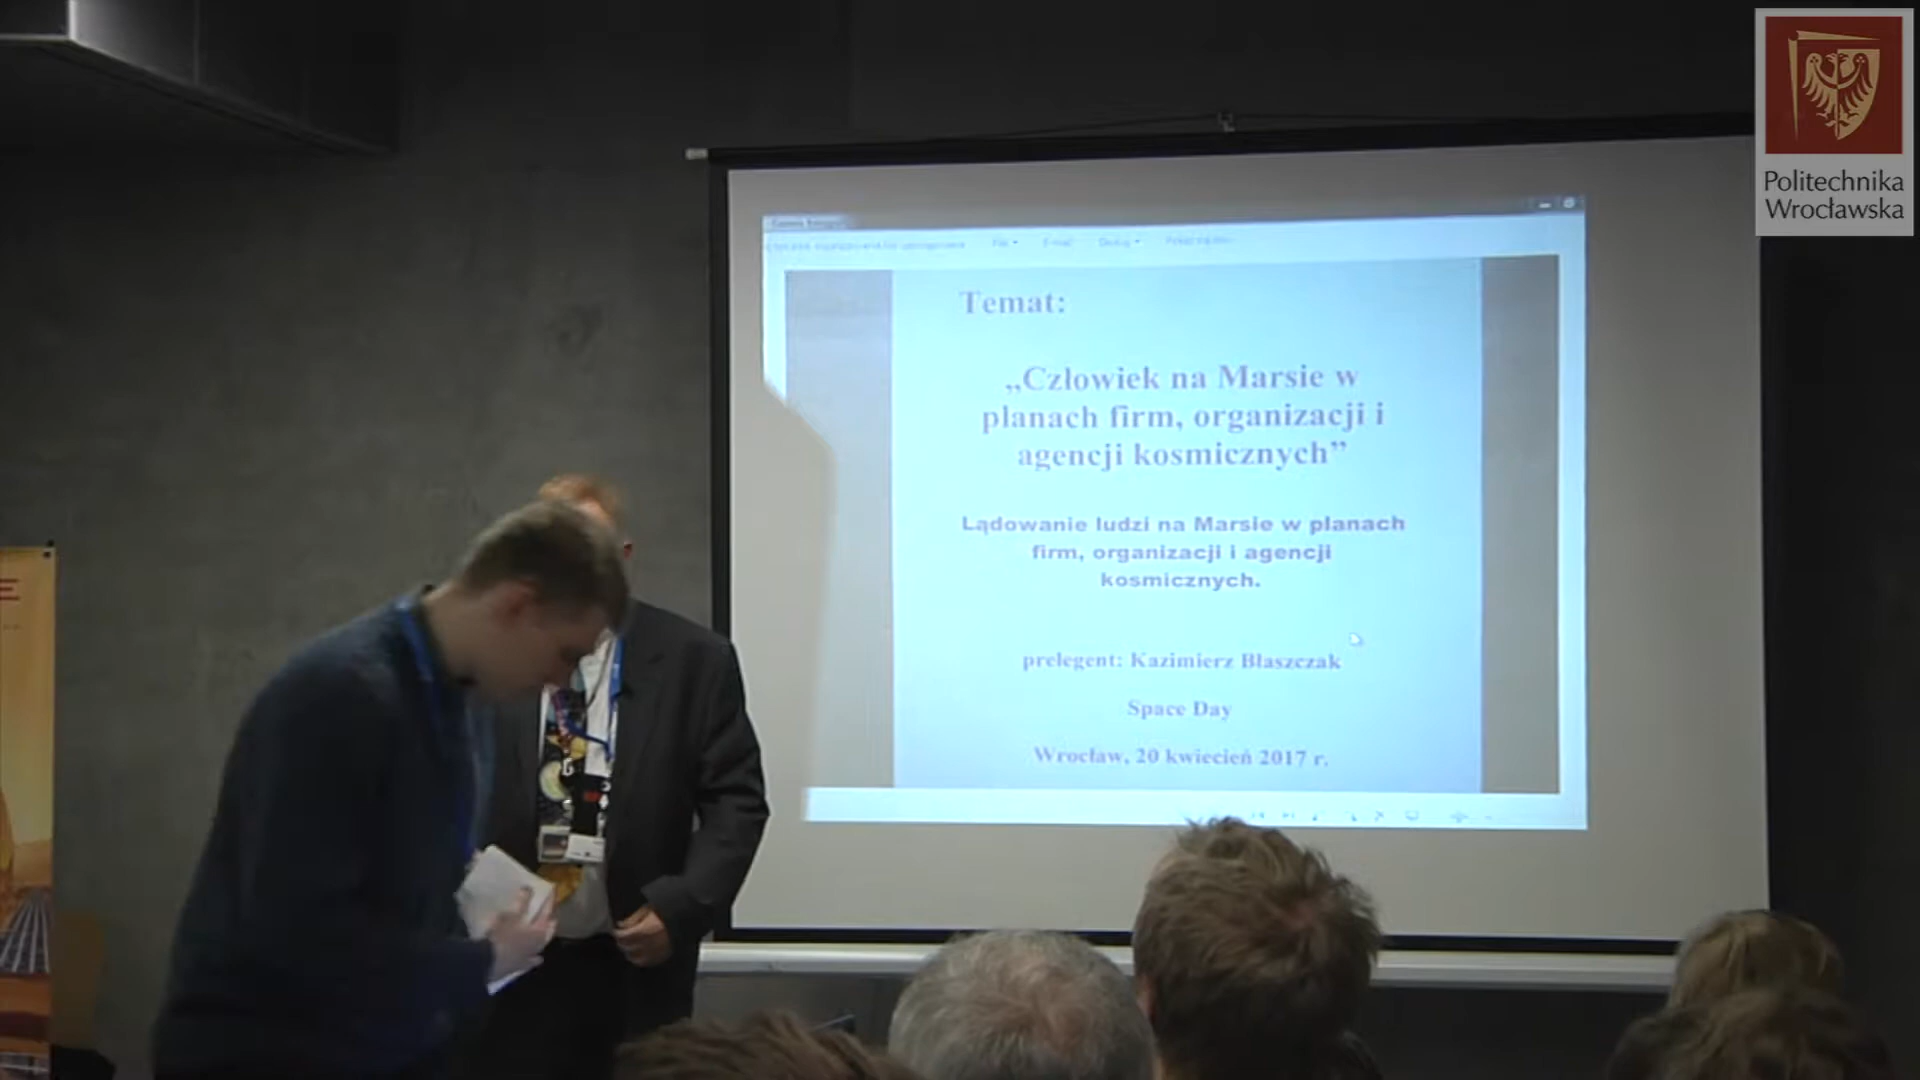 Politechnika
Wrocławska
Temat:
„Człowiek na Marsie w
planach firm, organizacji i
agencji kosmicznych”
Lądowanie ludzi na Marsie w planach
firm, organizacji i agencji
kosmicznych.
prelegent: Kazimierz Błaszczak
Space Day
Wrocław, 20 kwiecień 2017 r.